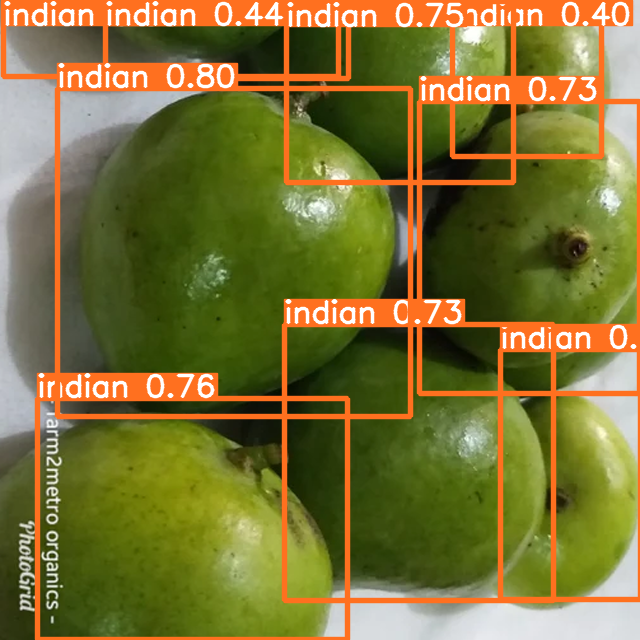 indian
indian 0.44
indian 0.75
indian 0.40
indian 0.80
indian 0.73
indian 0.73
indian 0.
indian 0.76
farm2metro organics -
PhotoGrid